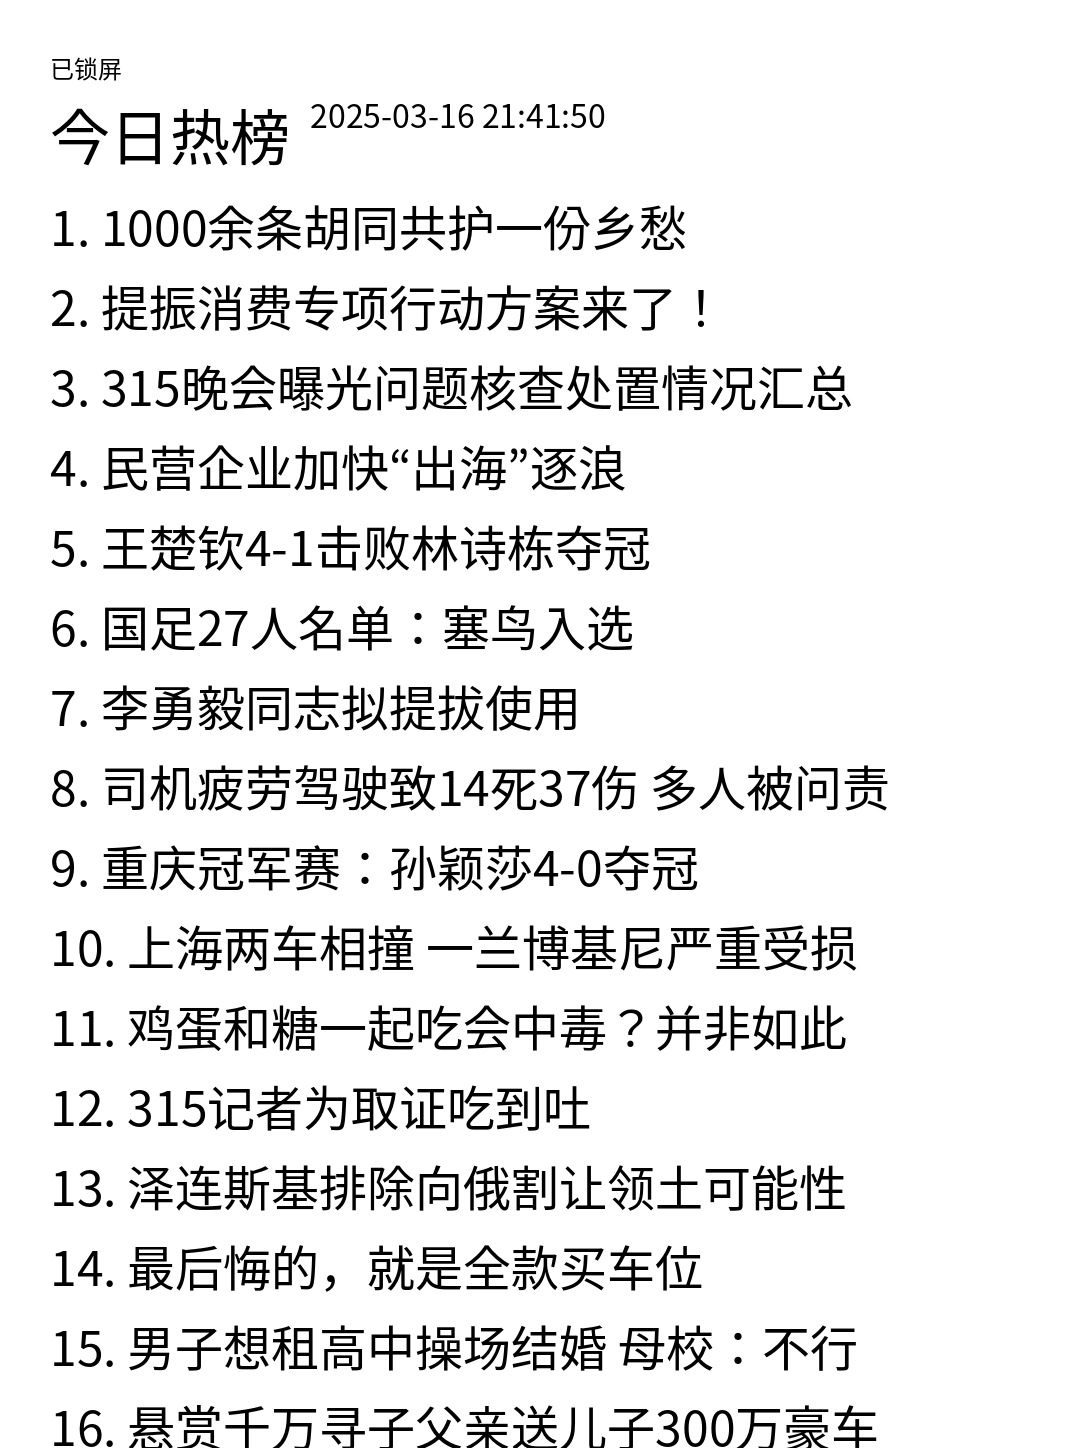 已锁屏
今日热榜 2025-03-16 21:41:50
1. 1000余条胡同共护一份乡愁
2. 提振消费专项行动方案来了！
3. 315晚会曝光问题核查处置情况汇总
4. 民营企业加快“出海”逐浪
5. 王楚钦4-1击败林诗栋夺冠
6. 国足27人名单：塞鸟入选
7. 李勇毅同志拟提拔使用
8. 司机疲劳驾驶致14死37伤 多人被问责
9. 重庆冠军赛：孙颖莎4-0夺冠
10. 上海两车相撞 一兰博基尼严重受损
11. 鸡蛋和糖一起吃会中毒？并非如此
12. 315记者为取证吃到吐
13. 泽连斯基排除向俄割让领土可能性
14. 最后悔的，就是全款买车位
15. 男子想租高中操场结婚 母校：不行
16. 悬赏千万寻子父亲送儿子300万豪车